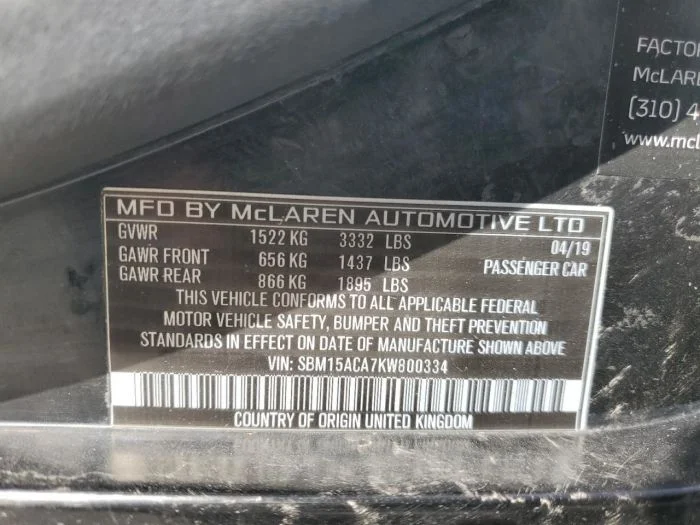 FACTO
McLARE
(310) 4
www.mcl
MFD BY McLAREN AUTOMOTIVE LTD
GVWR 1522 KG 3332 LBS 04/19
GAWR FRONT 656 KG 1437 LBS PASSENGER CAR
GAWR REAR 866 KG 1895 LBS
THIS VEHICLE CONFORMS TO ALL APPLICABLE FEDERAL
MOTOR VEHICLE SAFETY, BUMPER AND THEFT PREVENTION
STANDARDS IN EFFECT ON DATE OF MANUFACTURE SHOWN ABOVE
VIN: SBM15ACA7KW800334
COUNTRY OF ORIGIN UNITED KINGDOM